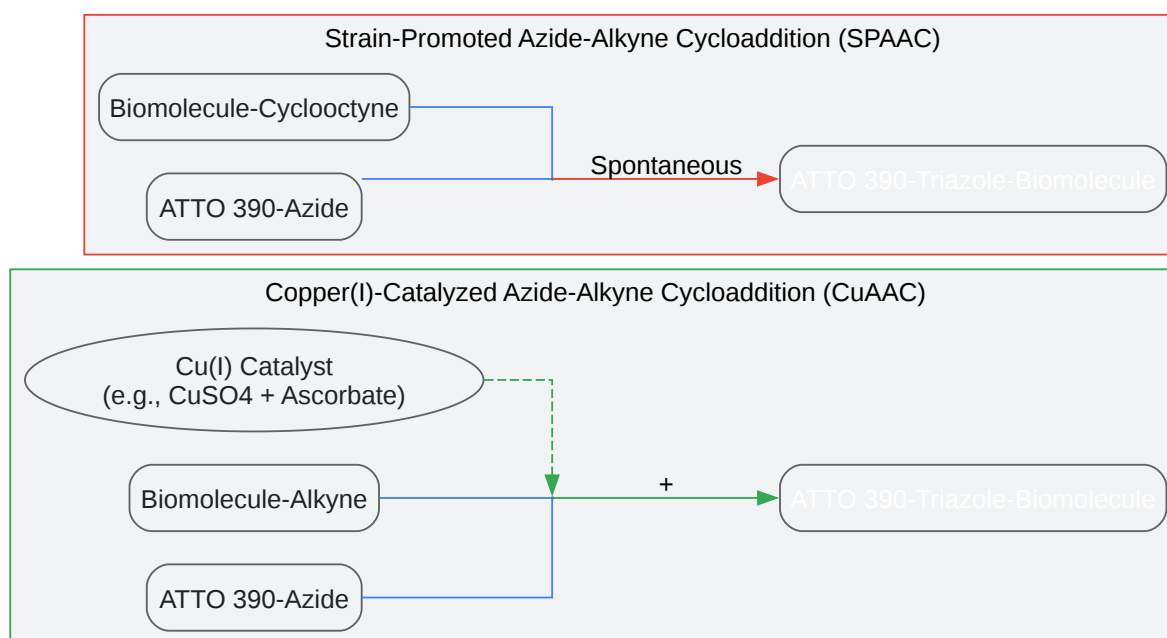 Strain-Promoted Azide-Alkyne Cycloaddition (SPAAC)
Biomolecule-Cyclooctyne
Spontaneous
ATTO 390-Triazole-Biomolecule
ATTO 390-Azide
Copper(I)-Catalyzed Azide-Alkyne Cycloaddition (CuAAC)
Cu(I) Catalyst
(e.g., CuSO4 + Ascorbate)
Biomolecule-Alkyne
+
ATTO 390-Triazole-Biomolecule
ATTO 390-Azide